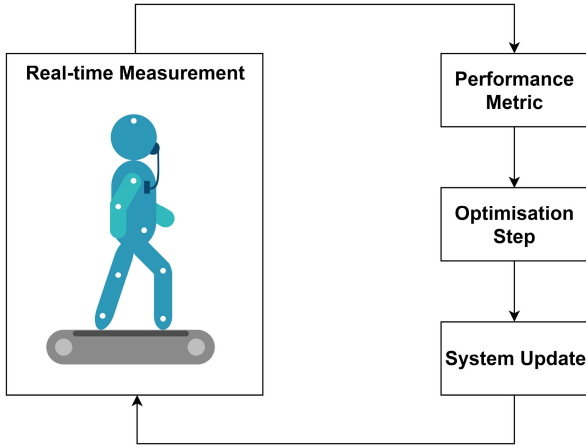 Real-time Measurement
Performance
Metric
Optimisation
Step
System Update